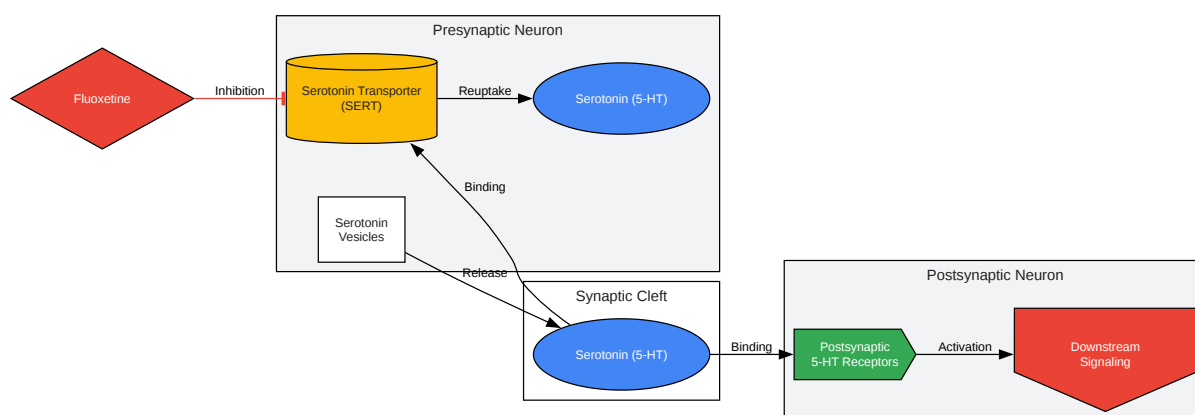 Presynaptic Neuron
Fluoxetine
Inhibition
Serotonin Transporter
(SERT)
Reuptake
Serotonin (5-HT)
Binding
Serotonin
Vesicles
Release
Synaptic Cleft
Serotonin (5-HT)
Binding
Postsynaptic Neuron
Postsynaptic
5-HT Receptors
Activation
Downstream
Signaling